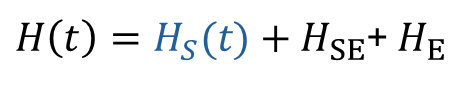 H(t) = H_S(t) + H_SE + H_E